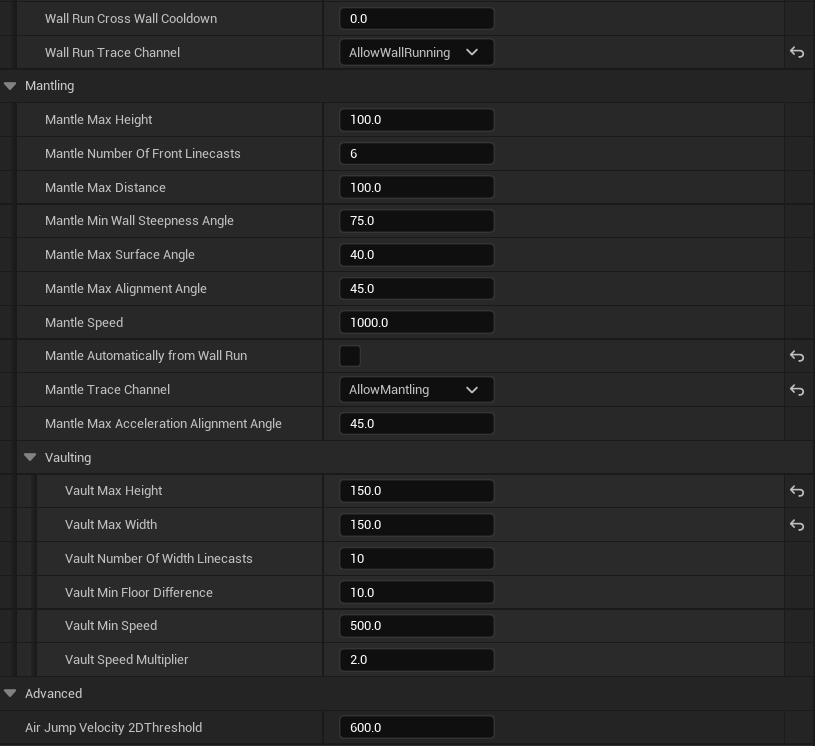 Wall Run Cross Wall Cooldown 0.0
Wall Run Trace Channel AllowWallRunning
Mantling
Mantle Max Height 100.0
Mantle Number Of Front Linecasts 6
Mantle Max Distance 100.0
Mantle Min Wall Steepness Angle 75.0
Mantle Max Surface Angle 40.0
Mantle Max Alignment Angle 45.0
Mantle Speed 1000.0
Mantle Automatically from Wall Run
Mantle Trace Channel AllowMantling
Mantle Max Acceleration Alignment Angle 45.0
Vaulting
Vault Max Height 150.0
Vault Max Width 150.0
Vault Number Of Width Linecasts 10
Vault Min Floor Difference 10.0
Vault Min Speed 500.0
Vault Speed Multiplier 2.0
Advanced
Air Jump Velocity 2DThreshold 600.0